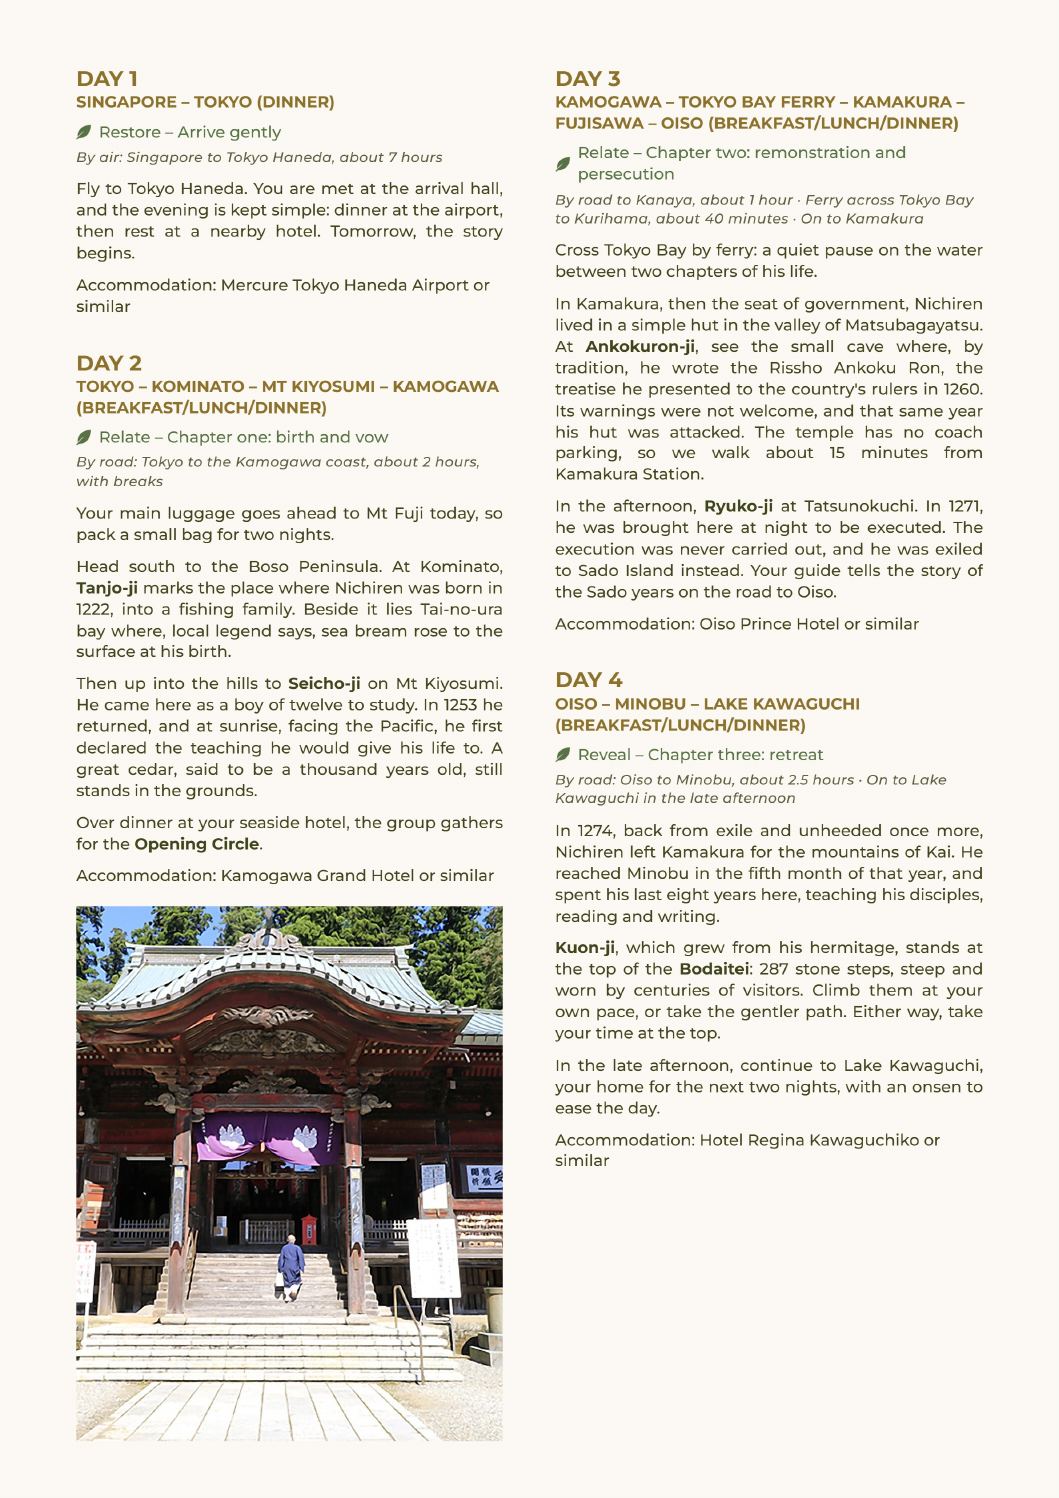 DAY 1
SINGAPORE – TOKYO (DINNER)
Restore – Arrive gently
By air: Singapore to Tokyo Haneda, about 7 hours
Fly to Tokyo Haneda. You are met at the arrival hall,
and the evening is kept simple: dinner at the airport,
then rest at a nearby hotel. Tomorrow, the story
begins.
Accommodation: Mercure Tokyo Haneda Airport or
similar
DAY 2
TOKYO – KOMINATO – MT KIYOSUMI – KAMOGAWA
(BREAKFAST/LUNCH/DINNER)
Relate – Chapter one: birth and vow
By road: Tokyo to the Kamogawa coast, about 2 hours,
with breaks
Your main luggage goes ahead to Mt Fuji today, so
pack a small bag for two nights.
Head south to the Boso Peninsula. At Kominato,
Tanjo-ji marks the place where Nichiren was born in
1222, into a fishing family. Beside it lies Tai-no-ura
bay where, local legend says, sea bream rose to the
surface at his birth.
Then up into the hills to Seicho-ji on Mt Kiyosumi.
He came here as a boy of twelve to study. In 1253 he
returned, and at sunrise, facing the Pacific, he first
declared the teaching he would give his life to. A
great cedar, said to be a thousand years old, still
stands in the grounds.
Over dinner at your seaside hotel, the group gathers
for the Opening Circle.
Accommodation: Kamogawa Grand Hotel or similar
DAY 3
KAMOGAWA – TOKYO BAY FERRY – KAMAKURA –
FUJISAWA – OISO (BREAKFAST/LUNCH/DINNER)
Relate – Chapter two: remonstration and
persecution
By road to Kanaya, about 1 hour · Ferry across Tokyo Bay
to Kurihama, about 40 minutes · On to Kamakura
Cross Tokyo Bay by ferry: a quiet pause on the water
between two chapters of his life.
In Kamakura, then the seat of government, Nichiren
lived in a simple hut in the valley of Matsubagayatsu.
At Ankokuron-ji, see the small cave where, by
tradition, he wrote the Rissho Ankoku Ron, the
treatise he presented to the country's rulers in 1260.
Its warnings were not welcome, and that same year
his hut was attacked. The temple has no coach
parking, so we walk about 15 minutes from
Kamakura Station.
In the afternoon, Ryuko-ji at Tatsunokuchi. In 1271,
he was brought here at night to be executed. The
execution was never carried out, and he was exiled
to Sado Island instead. Your guide tells the story of
the Sado years on the road to Oiso.
Accommodation: Oiso Prince Hotel or similar
DAY 4
OISO – MINOBU – LAKE KAWAGUCHI
(BREAKFAST/LUNCH/DINNER)
Reveal – Chapter three: retreat
By road: Oiso to Minobu, about 2.5 hours · On to Lake
Kawaguchi in the late afternoon
In 1274, back from exile and unheeded once more,
Nichiren left Kamakura for the mountains of Kai. He
reached Minobu in the fifth month of that year, and
spent his last eight years here, teaching his disciples,
reading and writing.
Kuon-ji, which grew from his hermitage, stands at
the top of the Bodaitei: 287 stone steps, steep and
worn by centuries of visitors. Climb them at your
own pace, or take the gentler path. Either way, take
your time at the top.
In the late afternoon, continue to Lake Kawaguchi,
your home for the next two nights, with an onsen to
ease the day.
Accommodation: Hotel Regina Kawaguchiko or
similar